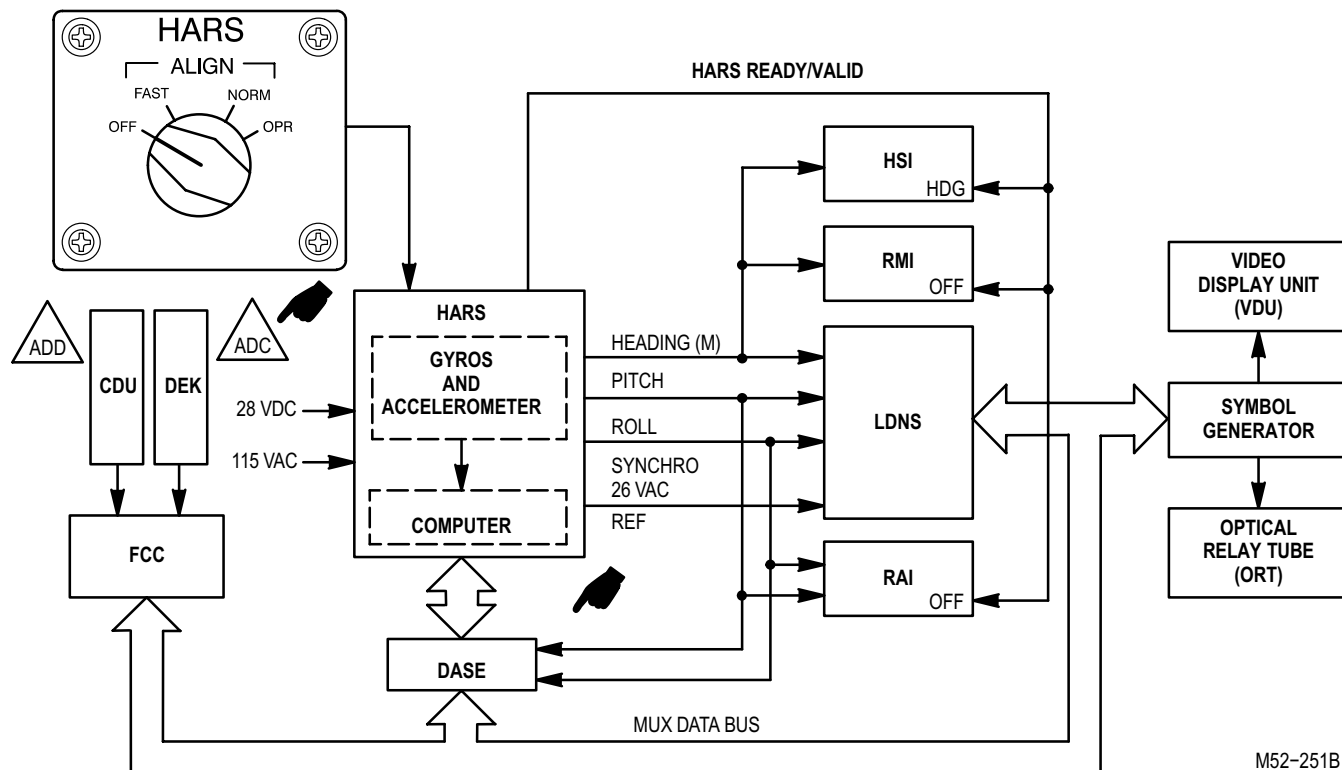 HARS
ALIGN
FAST
NORM
OFF
OPR
HARS READY/VALID
HSI
HDG
RMI
OFF
VIDEO
DISPLAY UNIT
(VDU)
ADD
CDU
DEK
ADC
HARS
GYROS
AND
ACCELEROMETER
COMPUTER
28 VDC
115 VAC
HEADING (M)
PITCH
ROLL
SYNCHRO
26 VAC
REF
LDNS
SYMBOL
GENERATOR
OPTICAL
RELAY TUBE
(ORT)
FCC
RAI
OFF
DASE
MUX DATA BUS
M52−251B